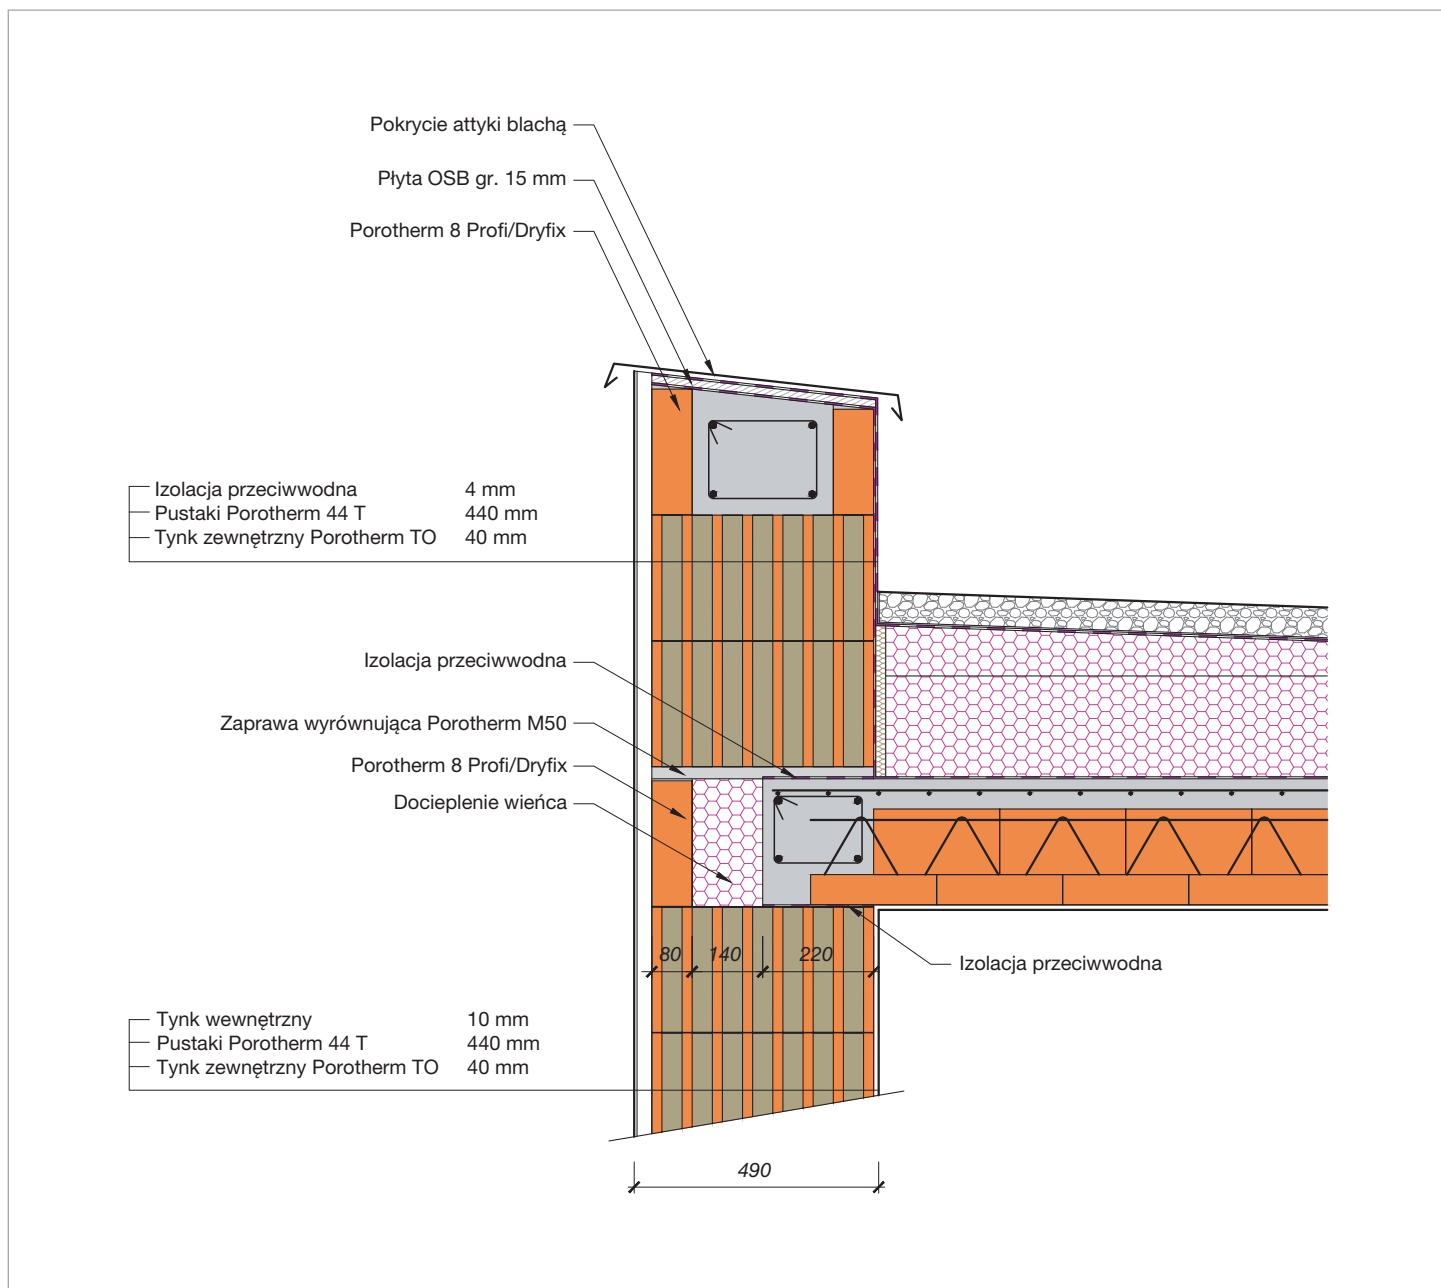 Pokrycie attyki blachą
Płyta OSB gr. 15 mm
Porotherm 8 Profi/Dryfix
Izolacja przeciwwodna 4 mm
Pustaki Porotherm 44 T 440 mm
Tynk zewnętrzny Porotherm TO 40 mm
Izolacja przeciwwodna
Zaprawa wyrównująca Porotherm M50
Porotherm 8 Profi/Dryfix
Docieplenie wieńca
80 140 220
Izolacja przeciwwodna
Tynk wewnętrzny 10 mm
Pustaki Porotherm 44 T 440 mm
Tynk zewnętrzny Porotherm TO 40 mm
490